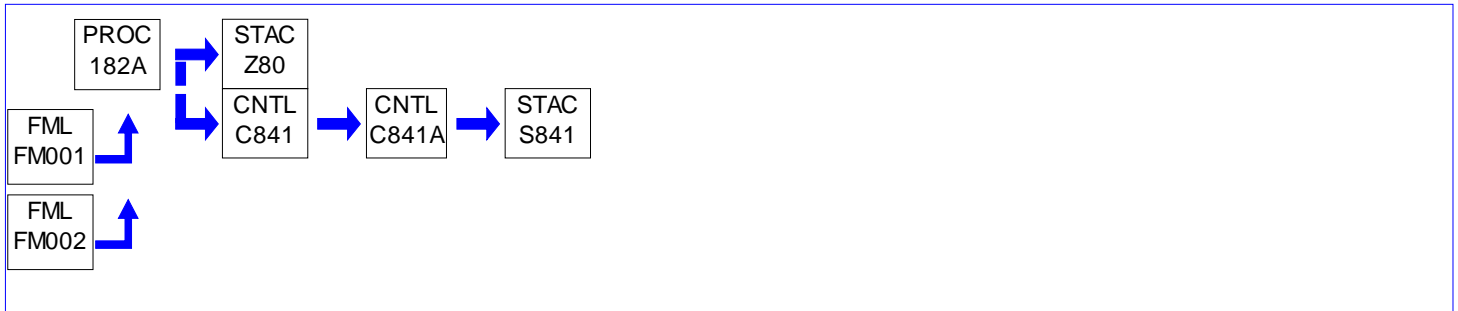 PROC
182A
STAC
Z80
CNTL
C841
CNTL
C841A
STAC
S841
FML
FM001
FML
FM002